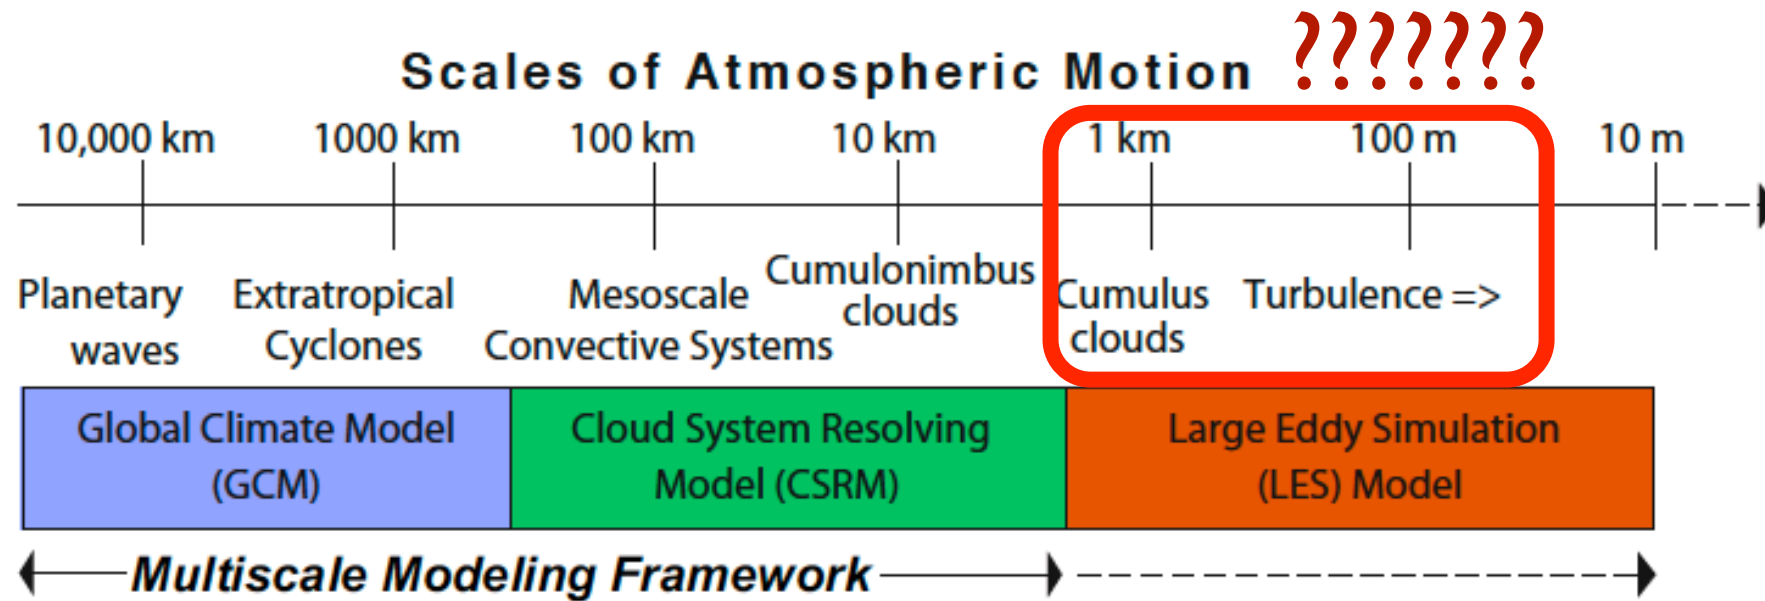 Scales of Atmospheric Motion ???????
10,000 km 1000 km 100 km 10 km 1 km 100 m 10 m
Planetary waves
Extratropical Cyclones
Mesoscale Convective Systems
Cumulonimbus clouds
Cumulus clouds
Turbulence =>
Global Climate Model
(GCM)
Cloud System Resolving
Model (CSRM)
Large Eddy Simulation
(LES) Model
Multiscale Modeling Framework